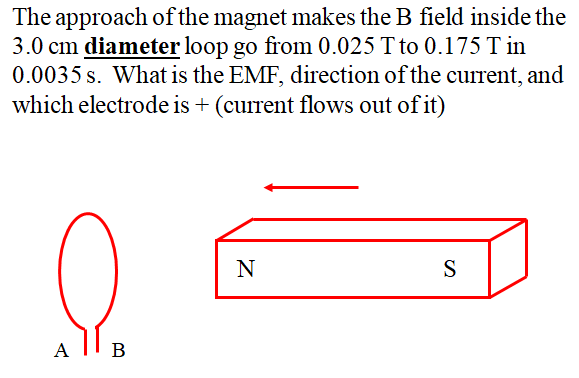 The approach of the magnet makes the B field inside the
3.0 cm diameter loop go from 0.025 T to 0.175 T in
0.0035 s. What is the EMF, direction of the current, and
which electrode is + (current flows out of it)
N S
A B